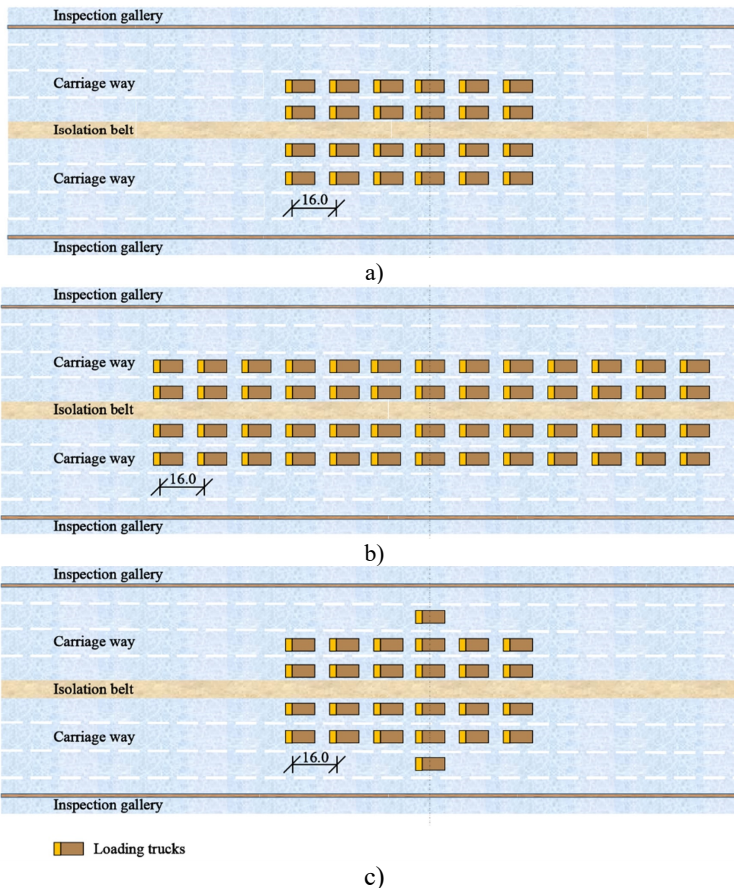 Inspection gallery
Carriage way
Isolation belt
Carriage way
16.0
Inspection gallery
a)
Inspection gallery
Carriage way
Isolation belt
Carriage way
16.0
Inspection gallery
b)
Inspection gallery
Carriage way
Isolation belt
Carriage way
16.0
Inspection gallery
Loading trucks
c)